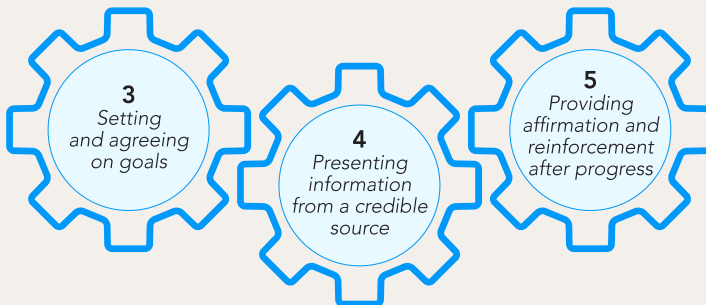 3
Setting
and agreeing
on goals
4
Presenting
information
from a credible
source
5
Providing
affirmation and
reinforcement
after progress